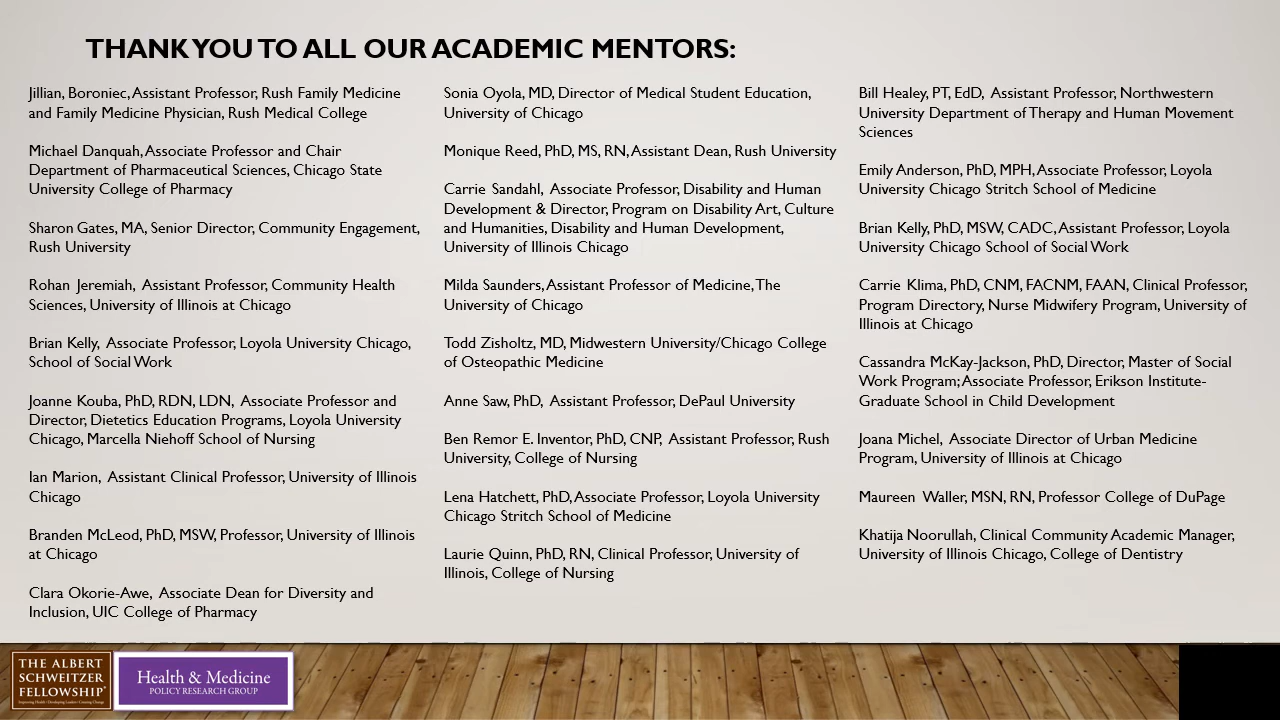 THANK YOU TO ALL OUR ACADEMIC MENTORS:
Jillian, Boroniec, Assistant Professor, Rush Family Medicine
and Family Medicine Physician, Rush Medical College
Michael Danquah, Associate Professor and Chair
Department of Pharmaceutical Sciences, Chicago State
University College of Pharmacy
Sharon Gates, MA, Senior Director, Community Engagement,
Rush University
Rohan Jeremiah, Assistant Professor, Community Health
Sciences, University of Illinois at Chicago
Brian Kelly, Associate Professor, Loyola University Chicago,
School of Social Work
Joanne Kouba, PhD, RDN, LDN, Associate Professor and
Director, Dietetics Education Programs, Loyola University
Chicago, Marcella Niehoff School of Nursing
Ian Marion, Assistant Clinical Professor, University of Illinois
Chicago
Branden McLeod, PhD, MSW, Professor, University of Illinois
at Chicago
Clara Okorie-Awe, Associate Dean for Diversity and
Inclusion, UIC College of Pharmacy
Sonia Oyola, MD, Director of Medical Student Education,
University of Chicago
Monique Reed, PhD, MS, RN, Assistant Dean, Rush University
Carrie Sandahl, Associate Professor, Disability and Human
Development & Director, Program on Disability Art, Culture
and Humanities, Disability and Human Development,
University of Illinois Chicago
Milda Saunders, Assistant Professor of Medicine, The
University of Chicago
Todd Zisholtz, MD, Midwestern University/Chicago College
of Osteopathic Medicine
Anne Saw, PhD, Assistant Professor, DePaul University
Ben Remor E. Inventor, PhD, CNP, Assistant Professor, Rush
University, College of Nursing
Lena Hatchett, PhD, Associate Professor, Loyola University
Chicago Stritch School of Medicine
Laurie Quinn, PhD, RN, Clinical Professor, University of
Illinois, College of Nursing
Bill Healey, PT, EdD, Assistant Professor, Northwestern
University Department of Therapy and Human Movement
Sciences
Emily Anderson, PhD, MPH, Associate Professor, Loyola
University Chicago Stritch School of Medicine
Brian Kelly, PhD, MSW, CADC, Assistant Professor, Loyola
University Chicago School of Social Work
Carrie Klima, PhD, CNM, FACNM, FAAN, Clinical Professor,
Program Directory, Nurse Midwifery Program, University of
Illinois at Chicago
Cassandra McKay-Jackson, PhD, Director, Master of Social
Work Program; Associate Professor, Erikson Institute-
Graduate School in Child Development
Joana Michel, Associate Director of Urban Medicine
Program, University of Illinois at Chicago
Maureen Waller, MSN, RN, Professor College of DuPage
Khatija Noorullah, Clinical Community Academic Manager,
University of Illinois Chicago, College of Dentistry
THE ALBERT
SCHWEITZER
FELLOWSHIP
Health & Medicine
POLICY RESEARCH GROUP